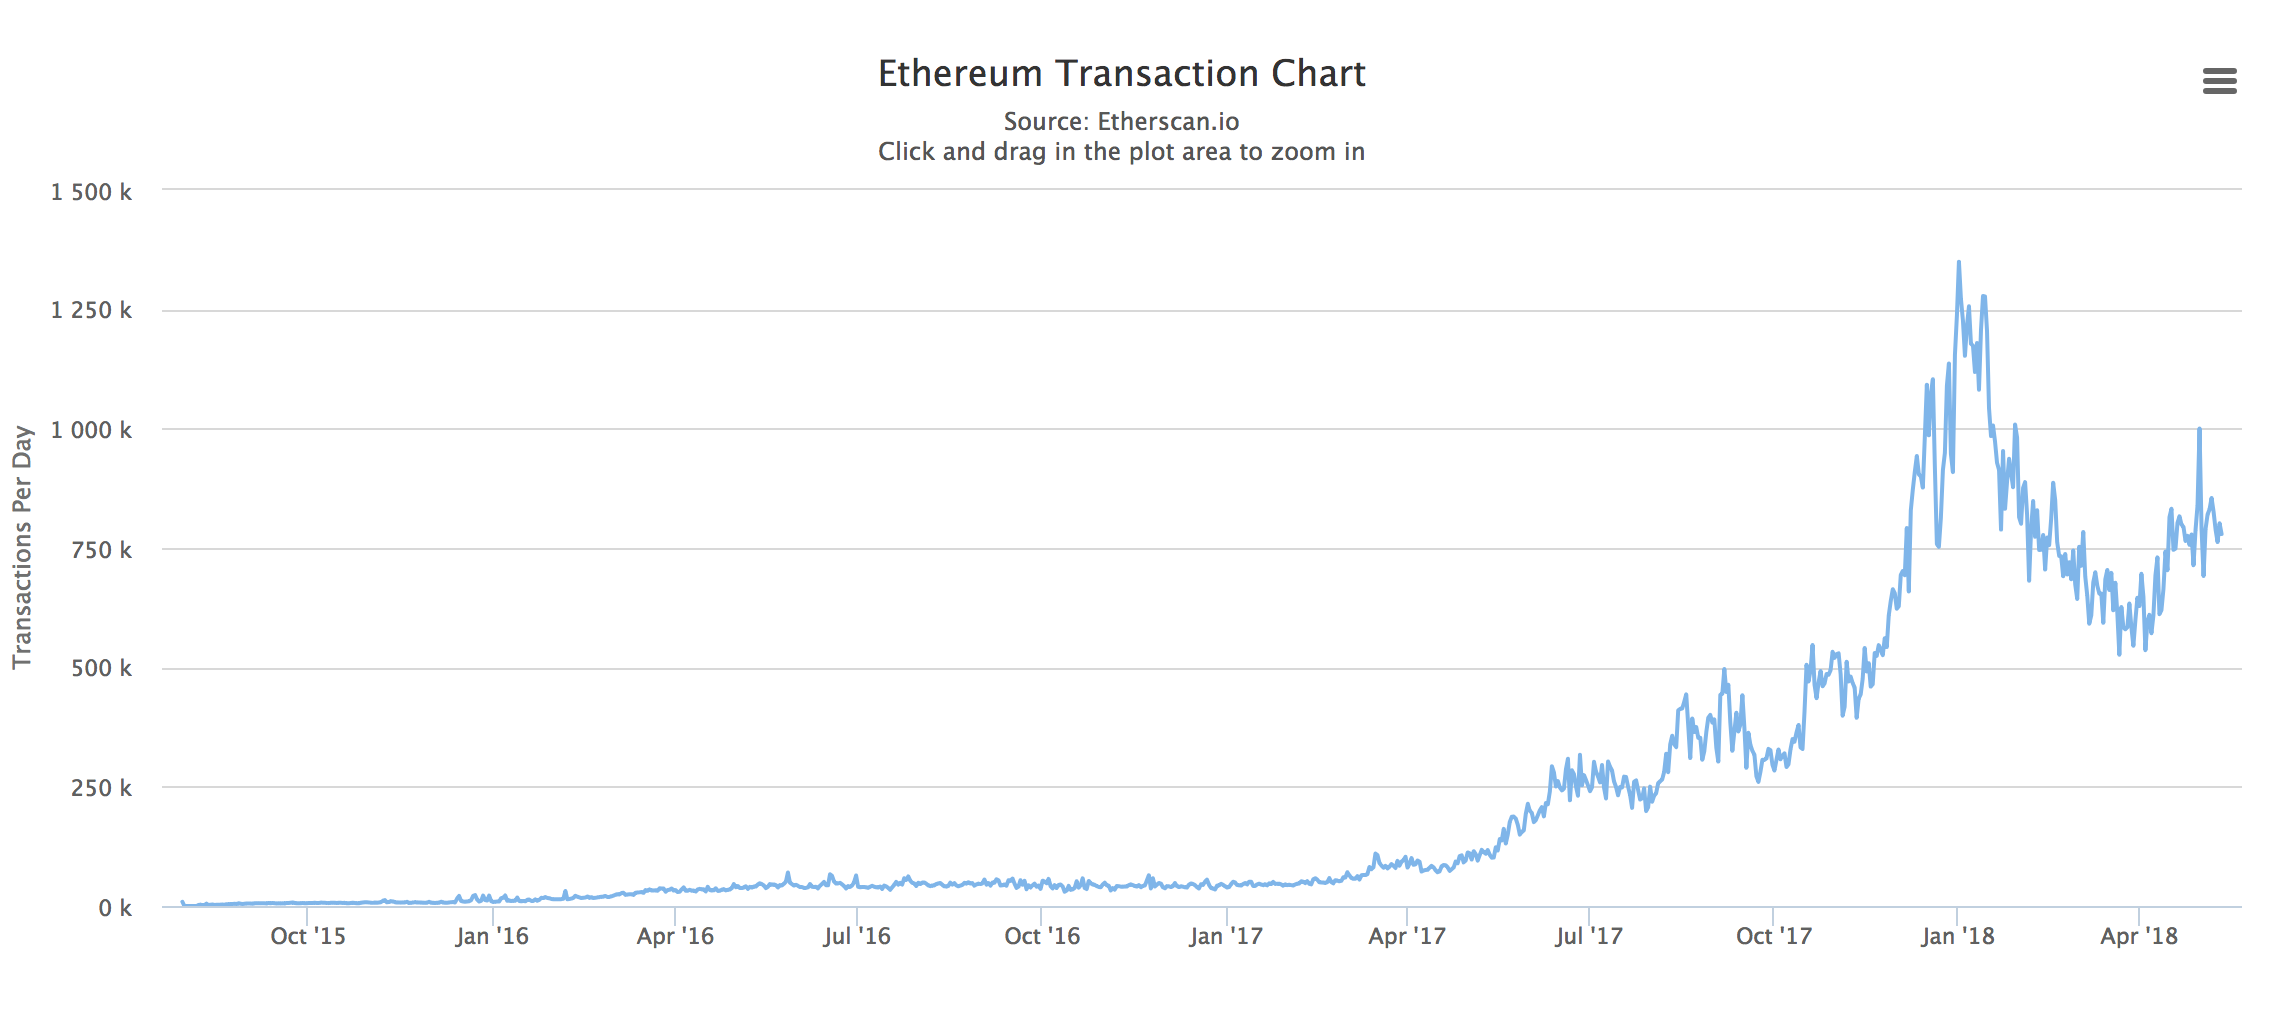 Ethereum Transaction Chart
Source: Etherscan.io
Click and drag in the plot area to zoom in
Transactions Per Day
1 500 k
1 250 k
1 000 k
750 k
500 k
250 k
0 k
Oct '15 Jan '16 Apr '16 Jul '16 Oct '16 Jan '17 Apr '17 Jul '17 Oct '17 Jan '18 Apr '18